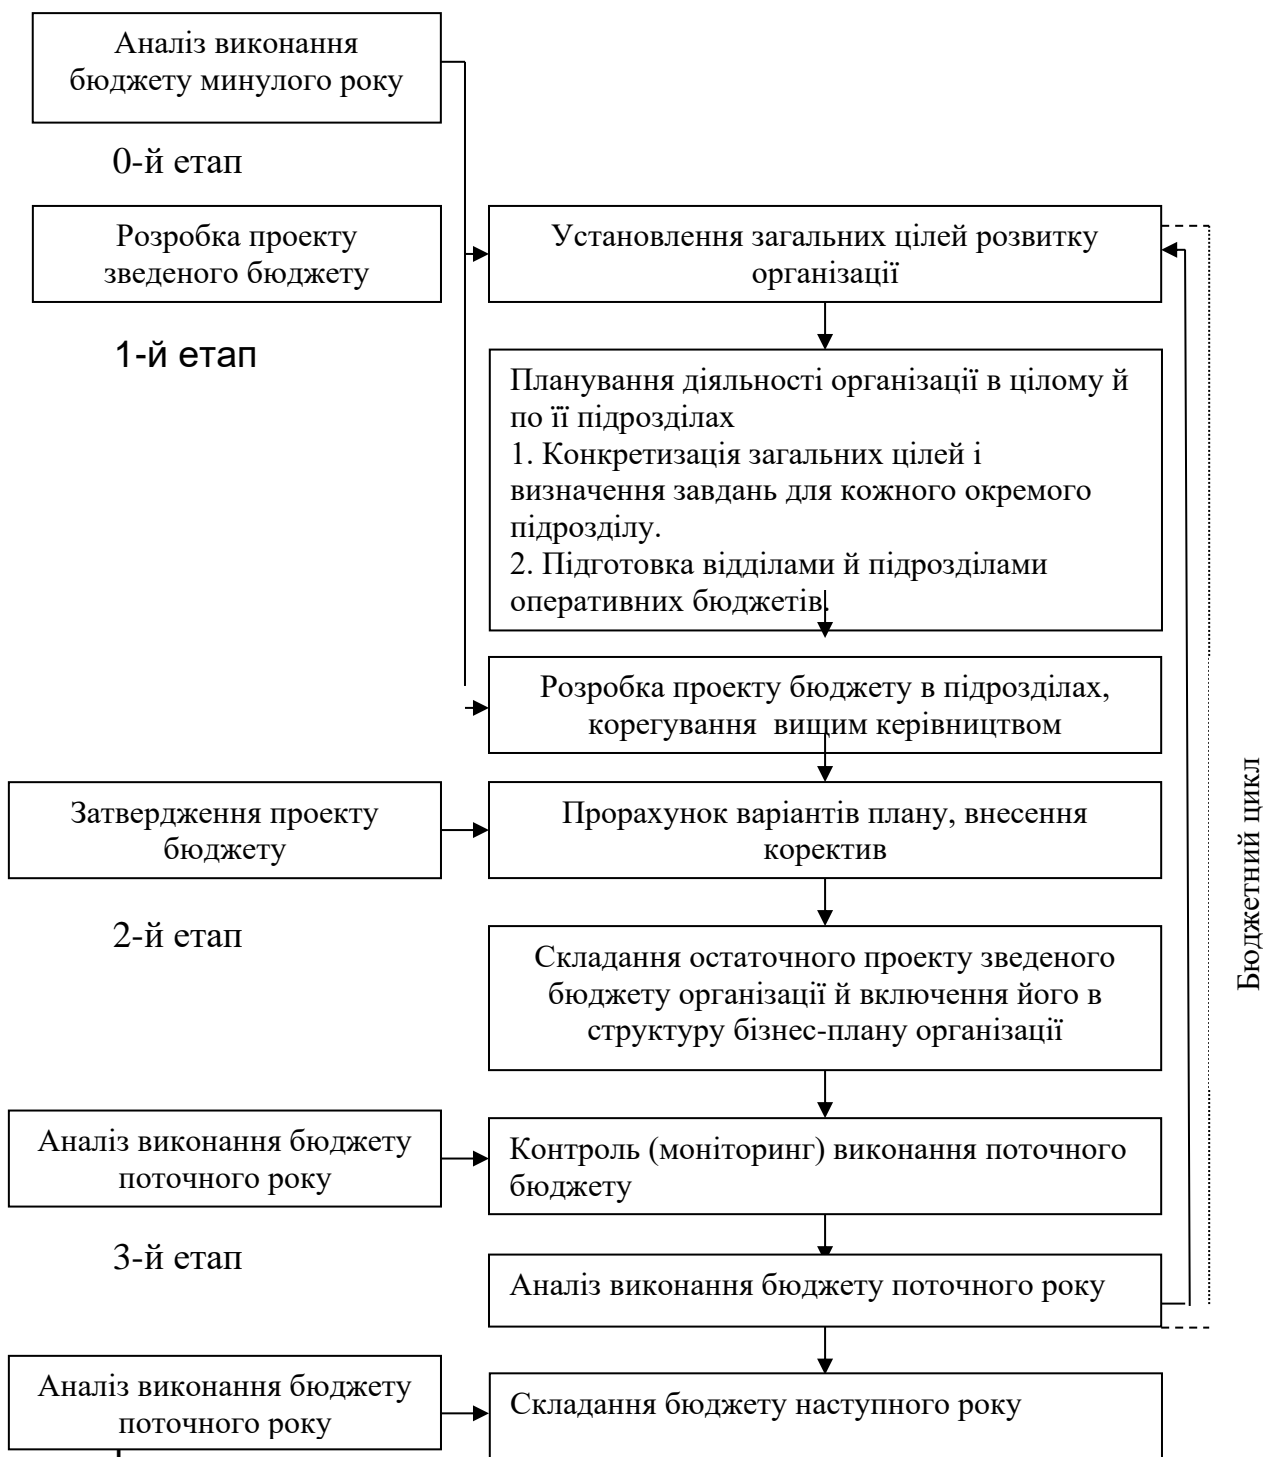 Аналіз виконання
бюджету минулого року
0-й етап
Розробка проекту
зведеного бюджету
Установлення загальних цілей розвитку
організації
1-й етап
Планування діяльності організації в цілому й
по її підрозділах
1. Конкретизація загальних цілей і
визначення завдань для кожного окремого
підрозділу.
2. Підготовка відділами й підрозділами
оперативних бюджетів.
Розробка проекту бюджету в підрозділах,
корегування вищим керівництвом
Затвердження проекту
бюджету
Прорахунок варіантів плану, внесення
коректив
2-й етап
Складання остаточного проекту зведеного
бюджету організації й включення його в
структуру бізнес-плану організації
Бюджетний цикл
Аналіз виконання бюджету
поточного року
Контроль (моніторинг) виконання поточного
бюджету
3-й етап
Аналіз виконання бюджету поточного року
Аналіз виконання бюджету
поточного року
Складання бюджету наступного року